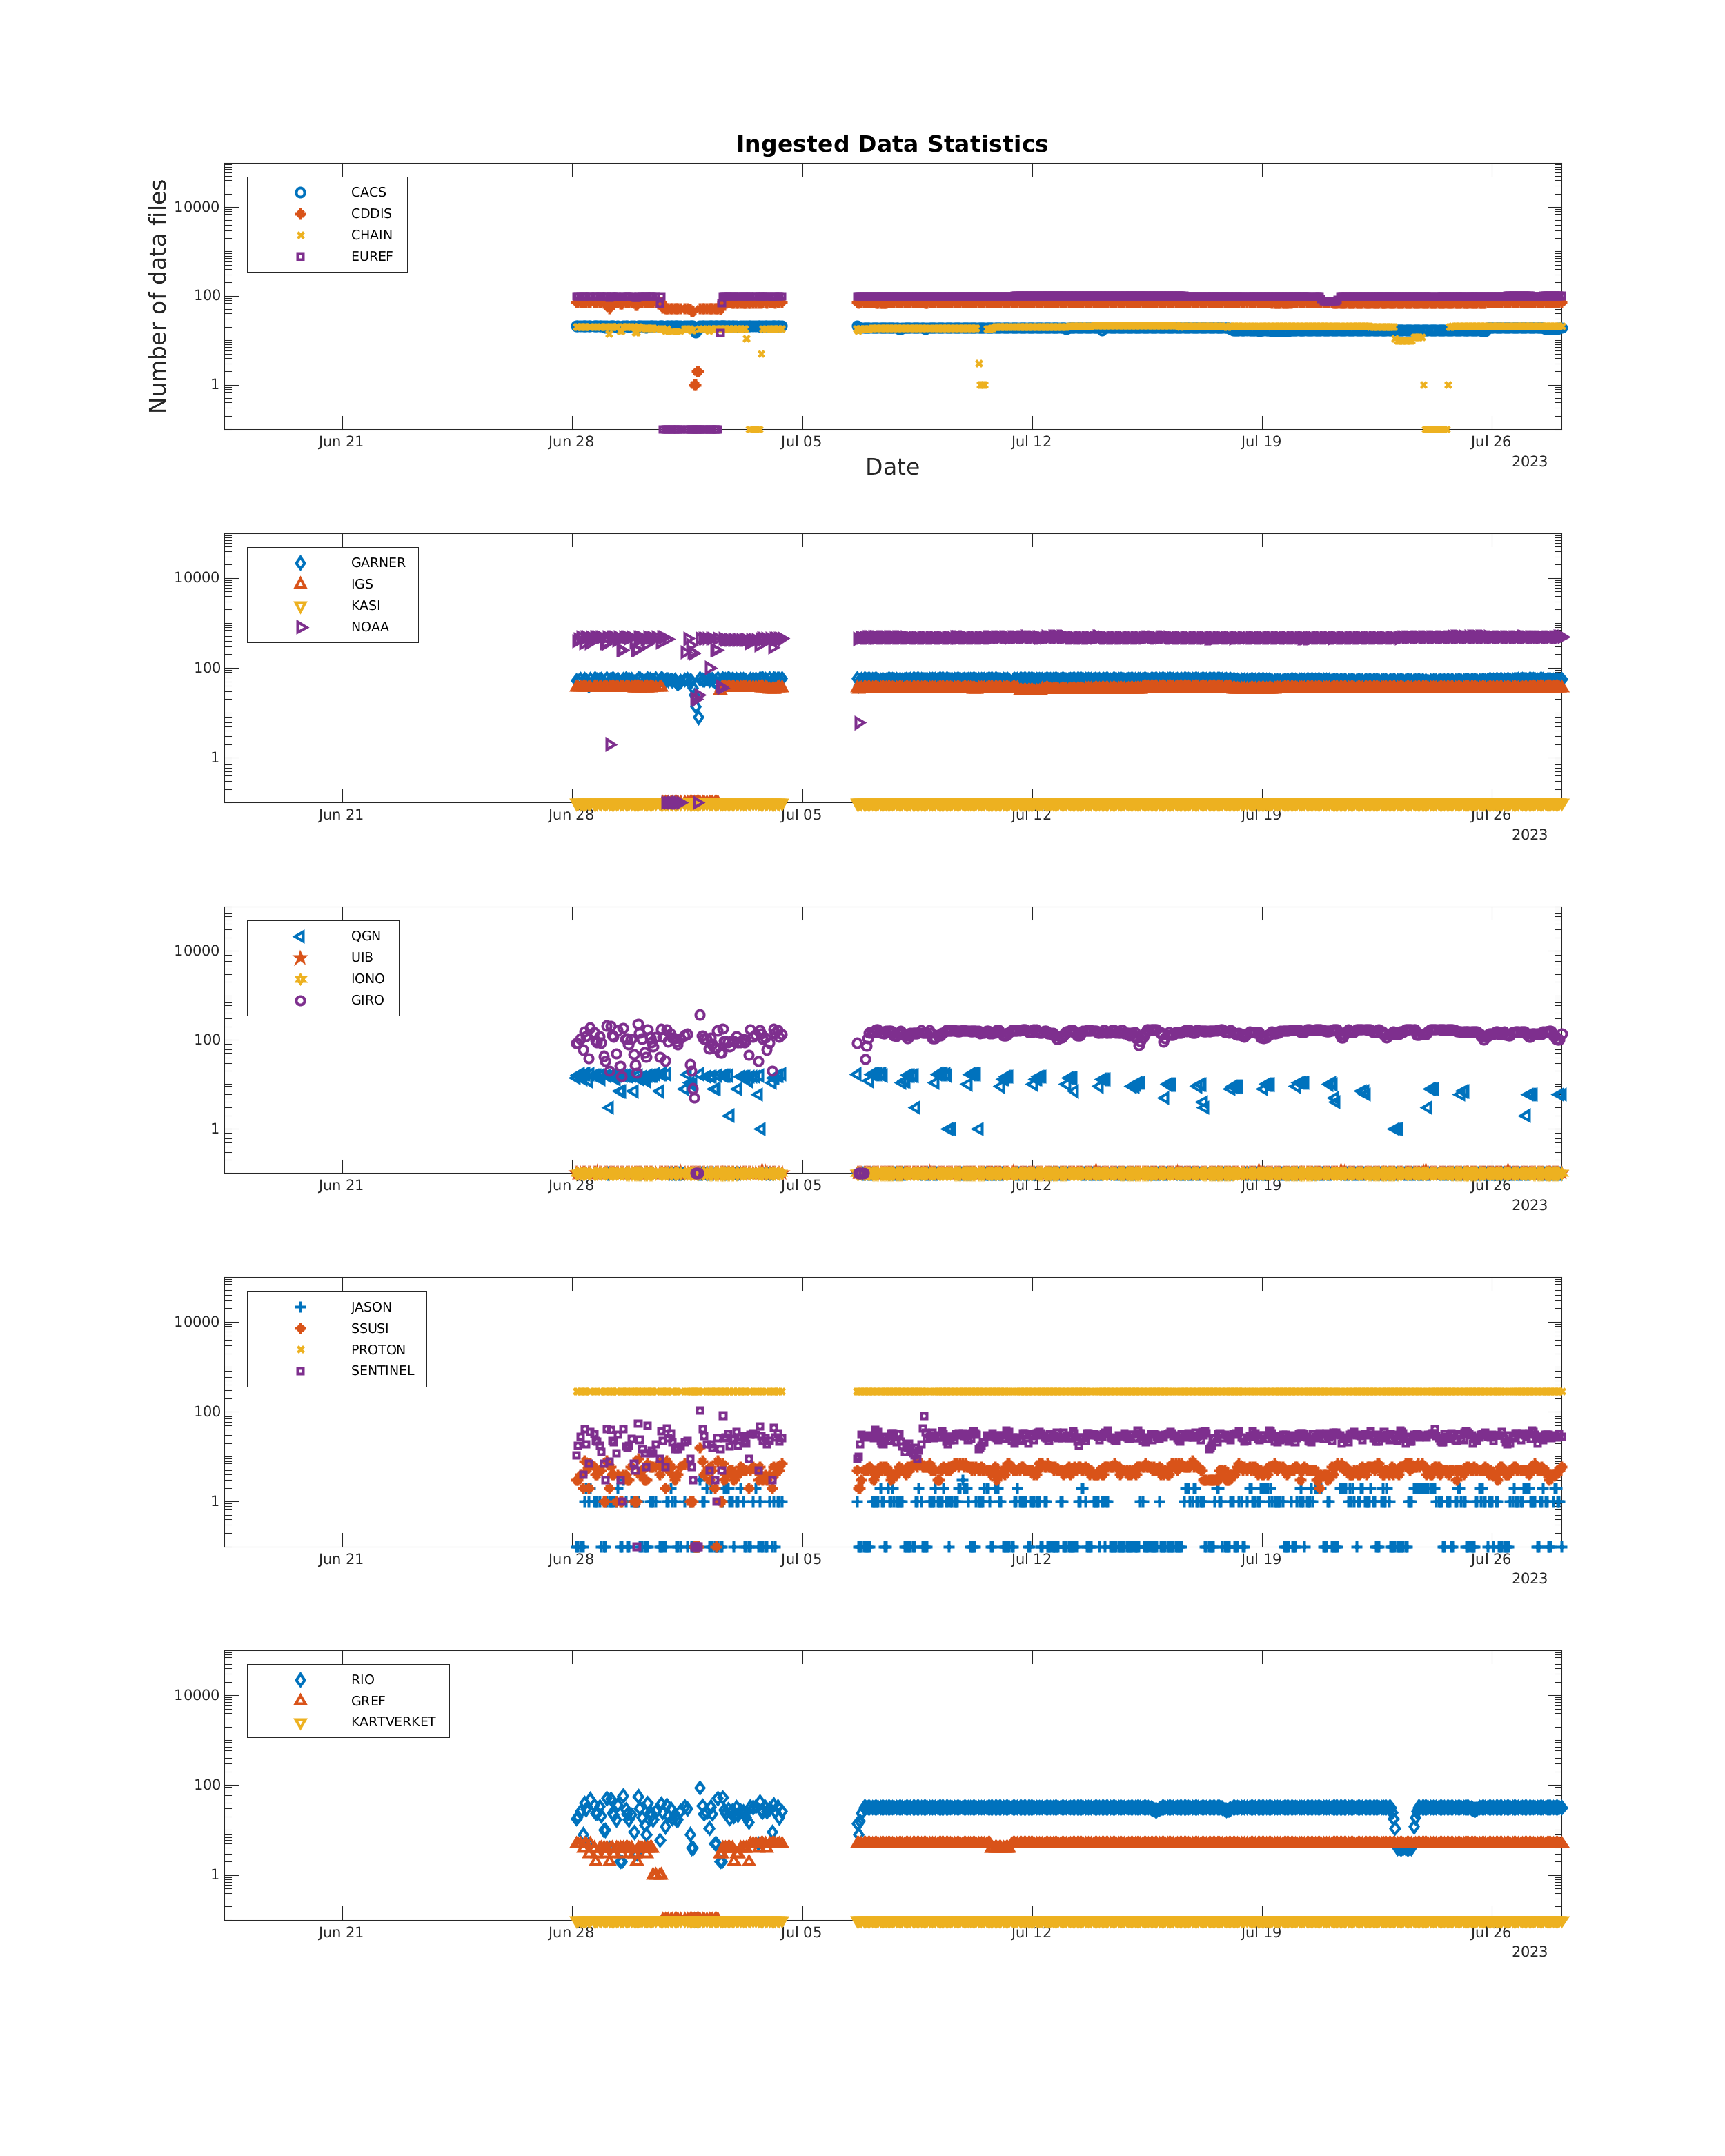 Ingested Data Statistics
Number of data files
CACS
CDDIS
CHAIN
EUREF
10000
100
1
Jun 21 Jun 28 Jul 05 Jul 12 Jul 19 Jul 26
2023
Date
GARNER
IGS
KASI
NOAA
10000
100
1
Jun 21 Jun 28 Jul 05 Jul 12 Jul 19 Jul 26
2023
QGN
UIB
IONO
GIRO
10000
100
1
Jun 21 Jun 28 Jul 05 Jul 12 Jul 19 Jul 26
2023
JASON
SSUSI
PROTON
SENTINEL
10000
100
1
Jun 21 Jun 28 Jul 05 Jul 12 Jul 19 Jul 26
2023
RIO
GREF
KARTVERKET
10000
100
1
Jun 21 Jun 28 Jul 05 Jul 12 Jul 19 Jul 26
2023